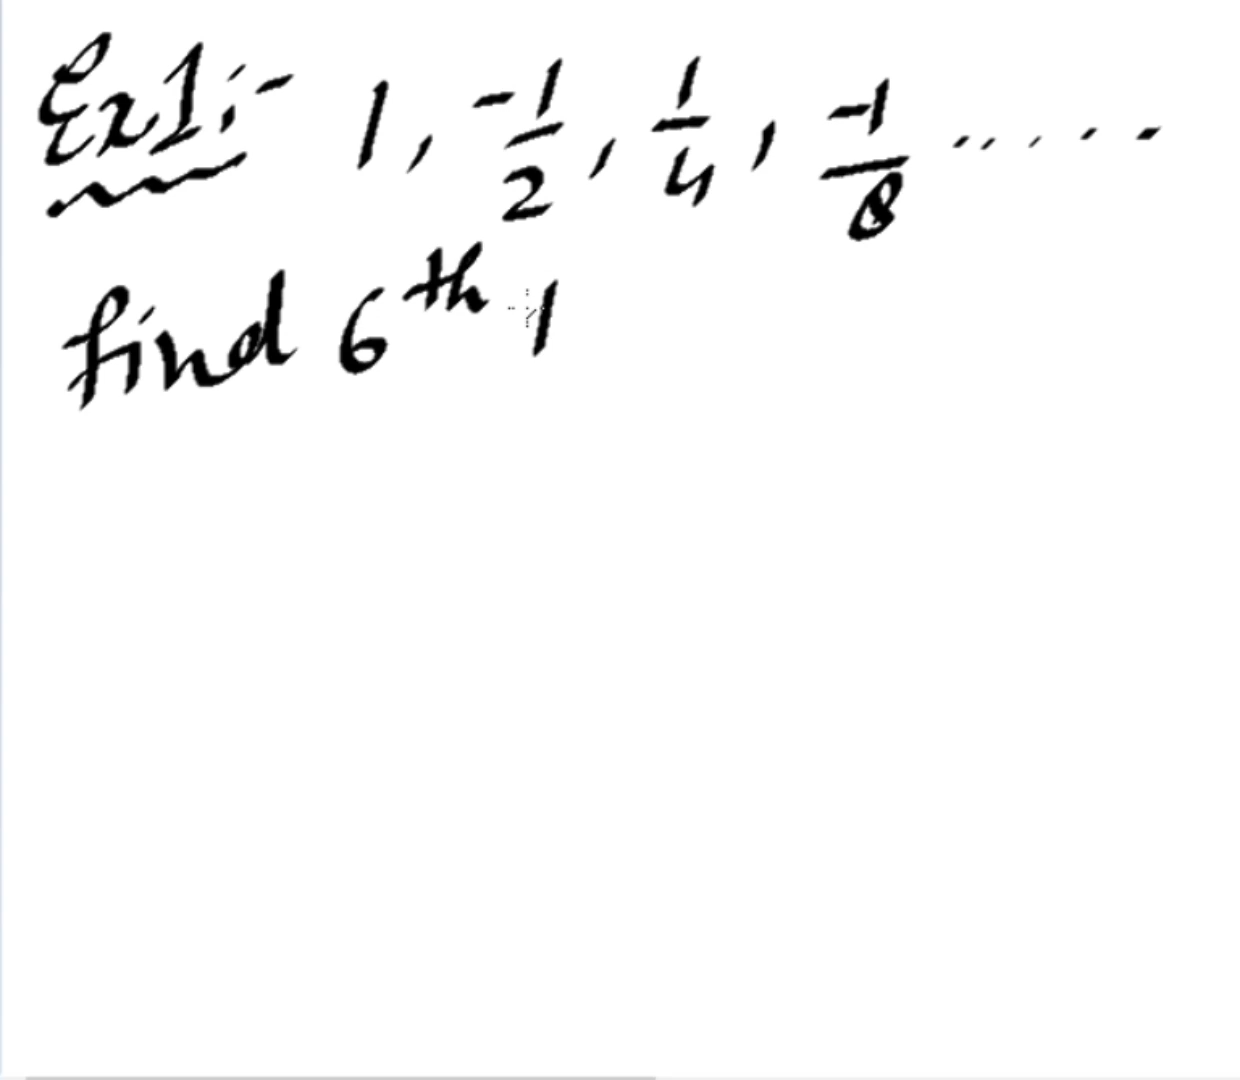 Ex1:- 1, -1/2, 1/4, -1/8 .....
find 6th